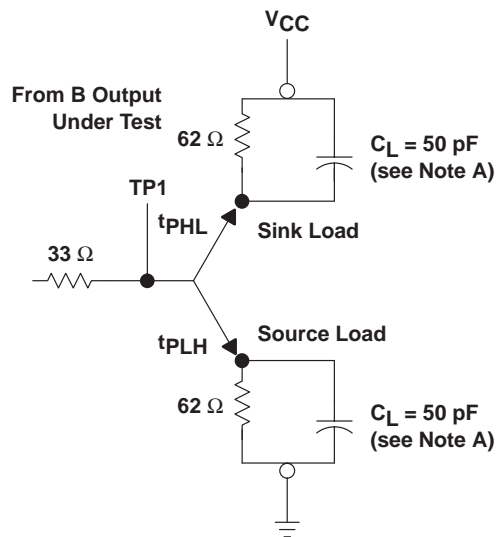 VCC
From B Output
Under Test
62 Ω
CL = 50 pF
(see Note A)
TP1
tPHL
Sink Load
33 Ω
tPLH
Source Load
62 Ω
CL = 50 pF
(see Note A)